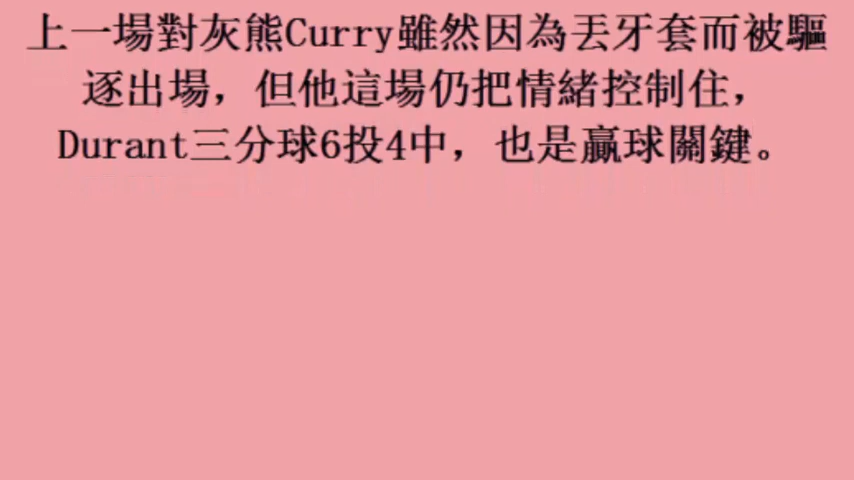 上一場對灰熊Curry雖然因為丟牙套而被驅
逐出場，但他這場仍把情緒控制住，
Durant三分球6投4中，也是贏球關鍵。